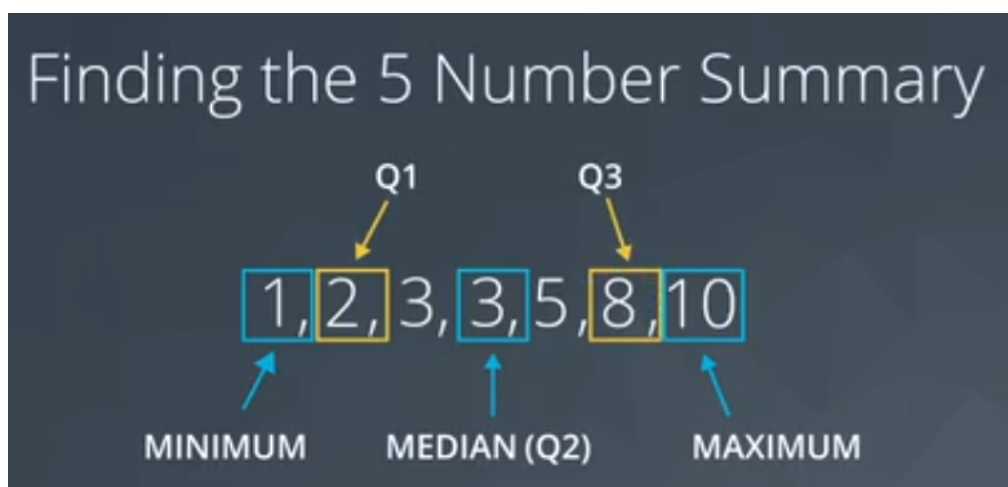 Finding the 5 Number Summary
Q1 Q3
1, 2, 3, 3, 5, 8, 10
MINIMUM MEDIAN (Q2) MAXIMUM